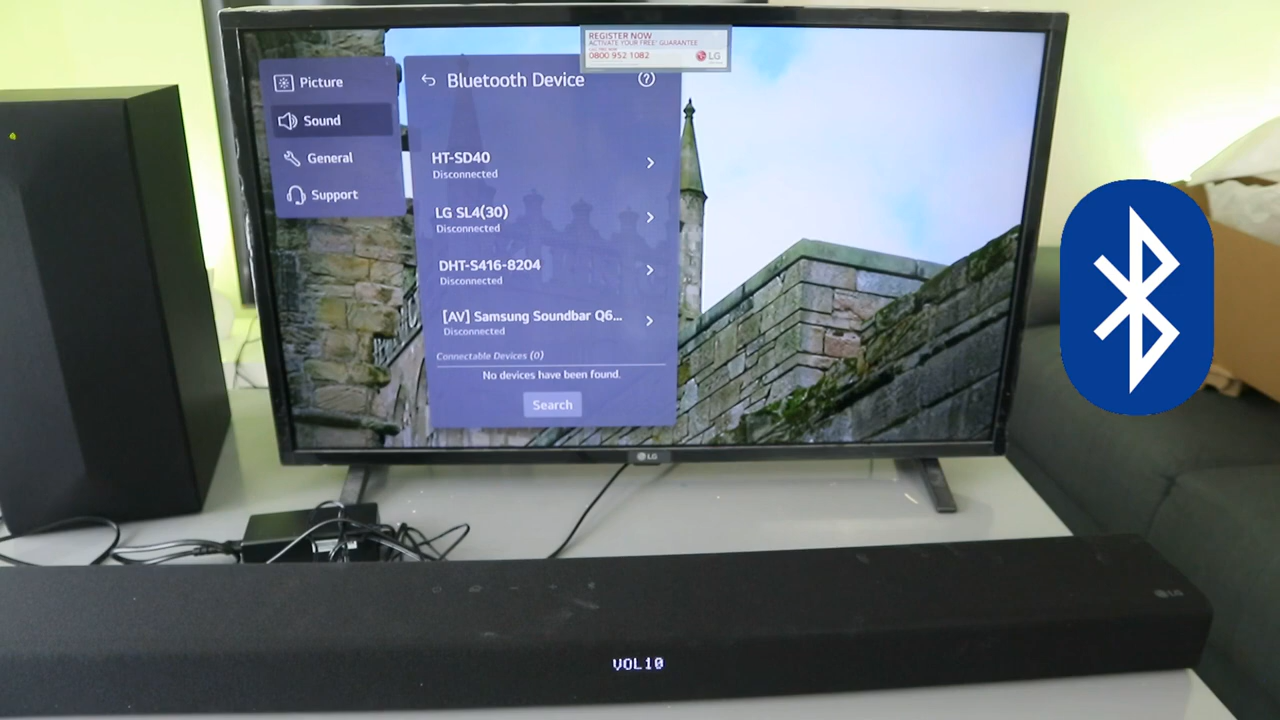 REGISTER NOW
ACTIVATE YOUR FREE* GUARANTEE
0800 952 1082
LG
Picture
Sound
General
Support
Bluetooth Device
HT-SD40
Disconnected
LG SL4(30)
Disconnected
DHT-S416-8204
Disconnected
[AV] Samsung Soundbar Q6...
Disconnected
Connectable Devices (0)
No devices have been found.
Search
LG
LG
VOL10